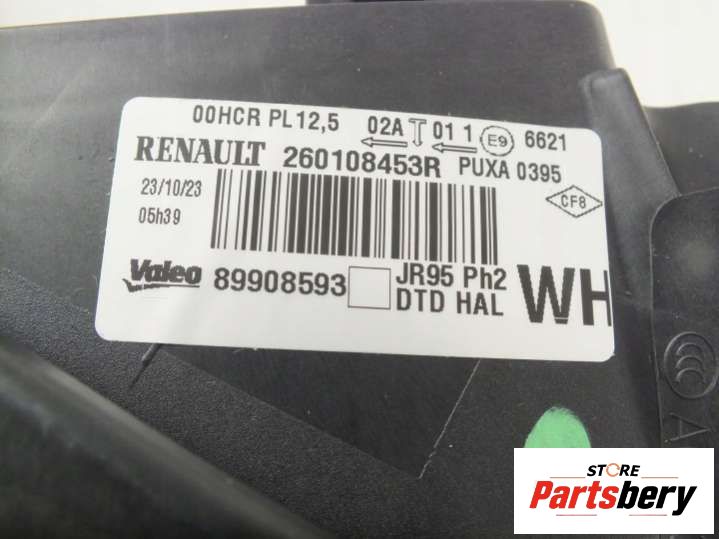 00HCR PL12,5 02A 01 1 E9 6621
RENAULT 260108453R PUXA 0395
23/10/23
05h39
CF8
Valeo 89908593 JR95 Ph2
DTD HAL
WH
A
STORE
Partsbery